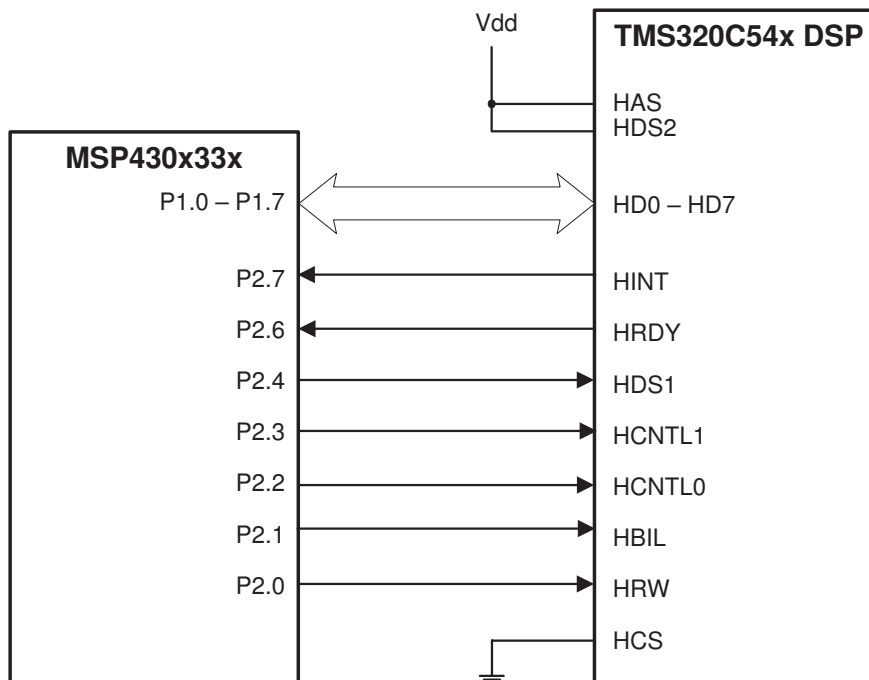 Vdd
TMS320C54x DSP
HAS
HDS2
MSP430x33x
P1.0 – P1.7
HD0 – HD7
P2.7
HINT
P2.6
HRDY
P2.4
HDS1
P2.3
HCNTL1
P2.2
HCNTL0
P2.1
HBIL
P2.0
HRW
HCS